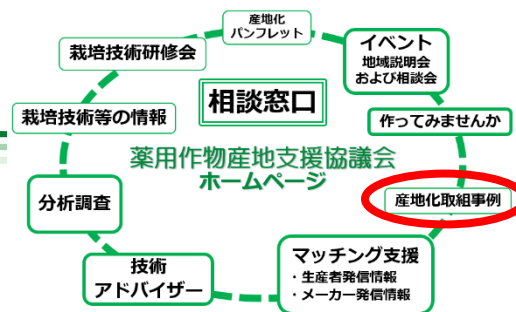 産地化
パンフレット
イベント
地域説明会
および相談会
栽培技術研修会
相談窓口
栽培技術等の情報
作ってみませんか
薬用作物産地支援協議会
ホームページ
分析調査
産地化取組事例
マッチング支援
・生産者発信情報
・メーカー発信情報
技術
アドバイザー